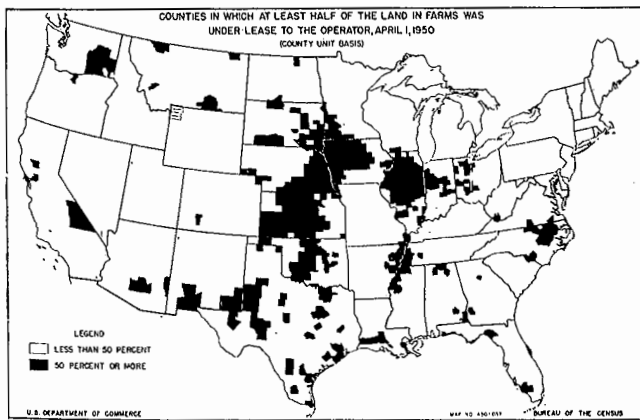 COUNTIES IN WHICH AT LEAST HALF OF THE LAND IN FARMS WAS
UNDER LEASE TO THE OPERATOR, APRIL 1, 1950
(COUNTY UNIT BASIS)
LEGEND
LESS THAN 50 PERCENT
50 PERCENT OR MORE
U.S. DEPARTMENT OF COMMERCE
MAP NO.
BUREAU OF THE CENSUS